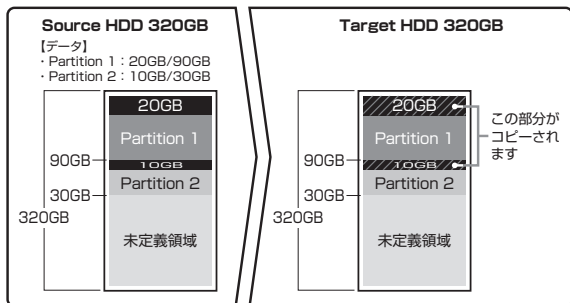 Source HDD 320GB
【データ】
・Partition 1：20GB/90GB
・Partition 2：10GB/30GB
20GB
Partition 1
90GB
10GB
Partition 2
30GB
320GB
未定義領域
Target HDD 320GB
20GB
Partition 1
90GB
10GB
Partition 2
30GB
320GB
未定義領域
この部分が
コピーされ
ます